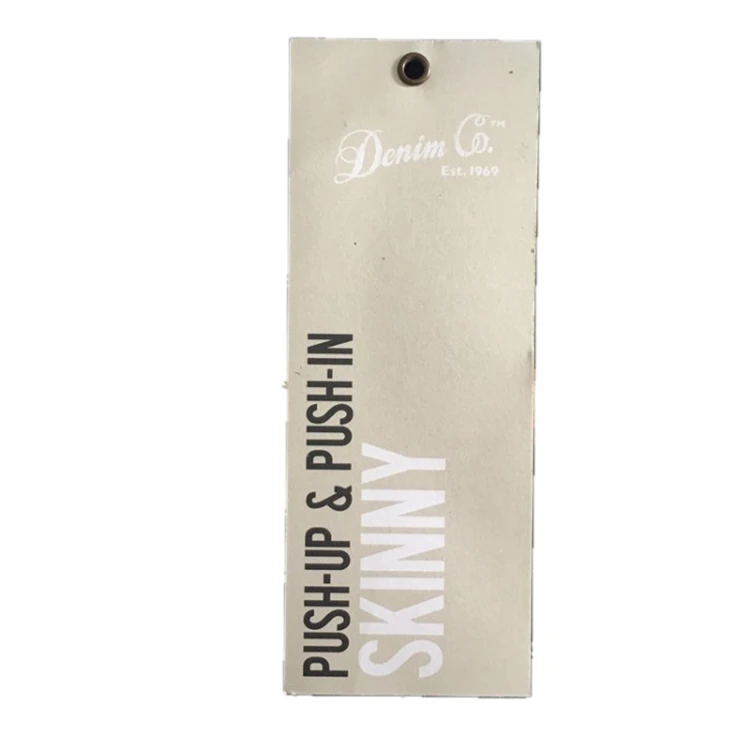 Denim Co.™
Est. 1969
PUSH-UP & PUSH-IN
SKINNY